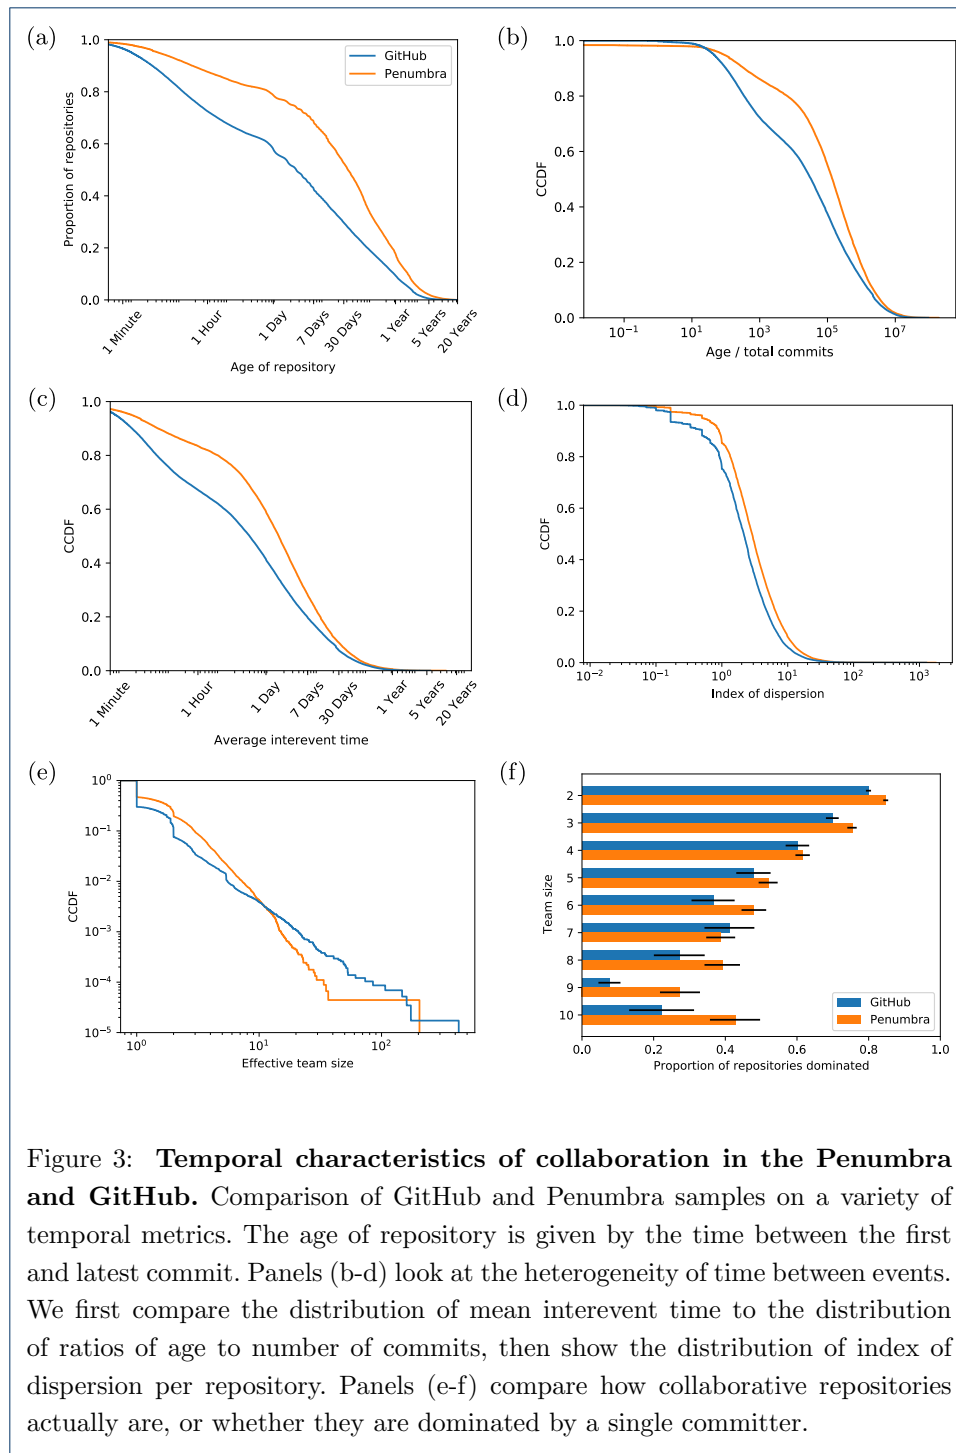 (a)
1.0
0.8
0.6
0.4
0.2
0.0
Proportion of repositories
GitHub
Penumbra
1 Minute
1 Hour
1 Day
7 Days
30 Days
1 Year
5 Years
20 Years
Age of repository
(b)
1.0
0.8
0.6
0.4
0.2
0.0
CCDF
10⁻¹
10¹
10³
10⁵
10⁷
Age / total commits
(c)
1.0
0.8
0.6
0.4
0.2
0.0
CCDF
1 Minute
1 Hour
1 Day
7 Days
30 Days
1 Year
5 Years
20 Years
Average interevent time
(d)
1.0
0.8
0.6
0.4
0.2
0.0
CCDF
10⁻²
10⁻¹
10⁰
10¹
10²
10³
Index of dispersion
(e)
10⁰
10⁻¹
10⁻²
10⁻³
10⁻⁴
10⁻⁵
CCDF
10⁰
10¹
10²
Effective team size
(f)
2
3
4
5
6
7
8
9
10
Team size
GitHub
Penumbra
0.0
0.2
0.4
0.6
0.8
1.0
Proportion of repositories dominated
Figure 3: Temporal characteristics of collaboration in the Penumbra
and GitHub. Comparison of GitHub and Penumbra samples on a variety of
temporal metrics. The age of repository is given by the time between the first
and latest commit. Panels (b-d) look at the heterogeneity of time between events.
We first compare the distribution of mean interevent time to the distribution
of ratios of age to number of commits, then show the distribution of index of
dispersion per repository. Panels (e-f) compare how collaborative repositories
actually are, or whether they are dominated by a single committer.